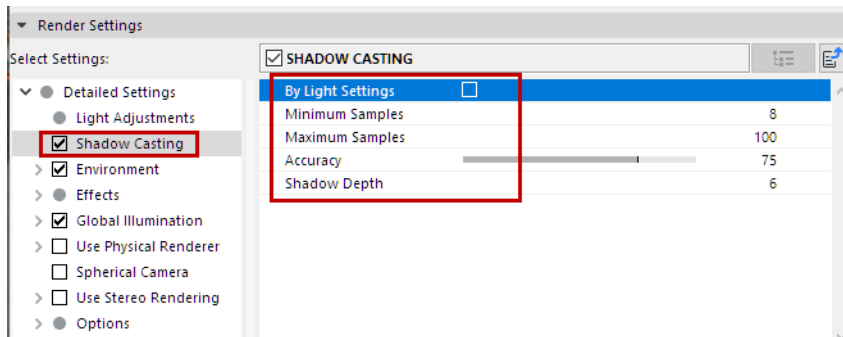 Render Settings
Select Settings:
SHADOW CASTING
Detailed Settings
Light Adjustments
Shadow Casting
Environment
Effects
Global Illumination
Use Physical Renderer
Spherical Camera
Use Stereo Rendering
Options
By Light Settings
Minimum Samples 8
Maximum Samples 100
Accuracy 75
Shadow Depth 6